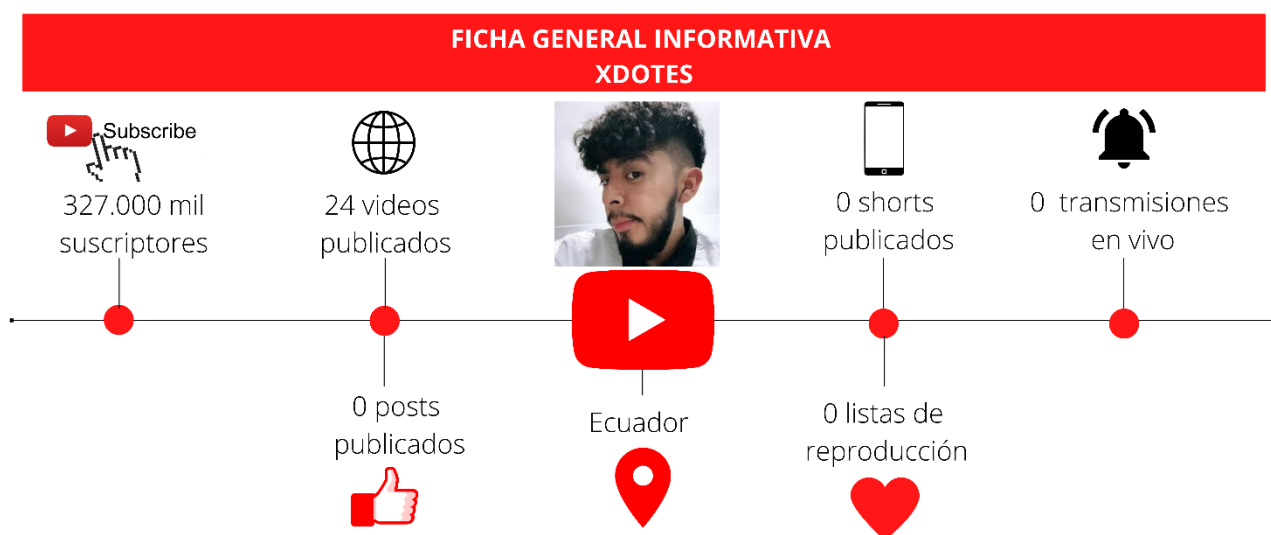 FICHA GENERAL INFORMATIVA
XDOTES
Subscribe
327.000 mil
suscriptores
24 videos
publicados
0 shorts
publicados
0 transmisiones
en vivo
0 posts
publicados
Ecuador
0 listas de
reproducción